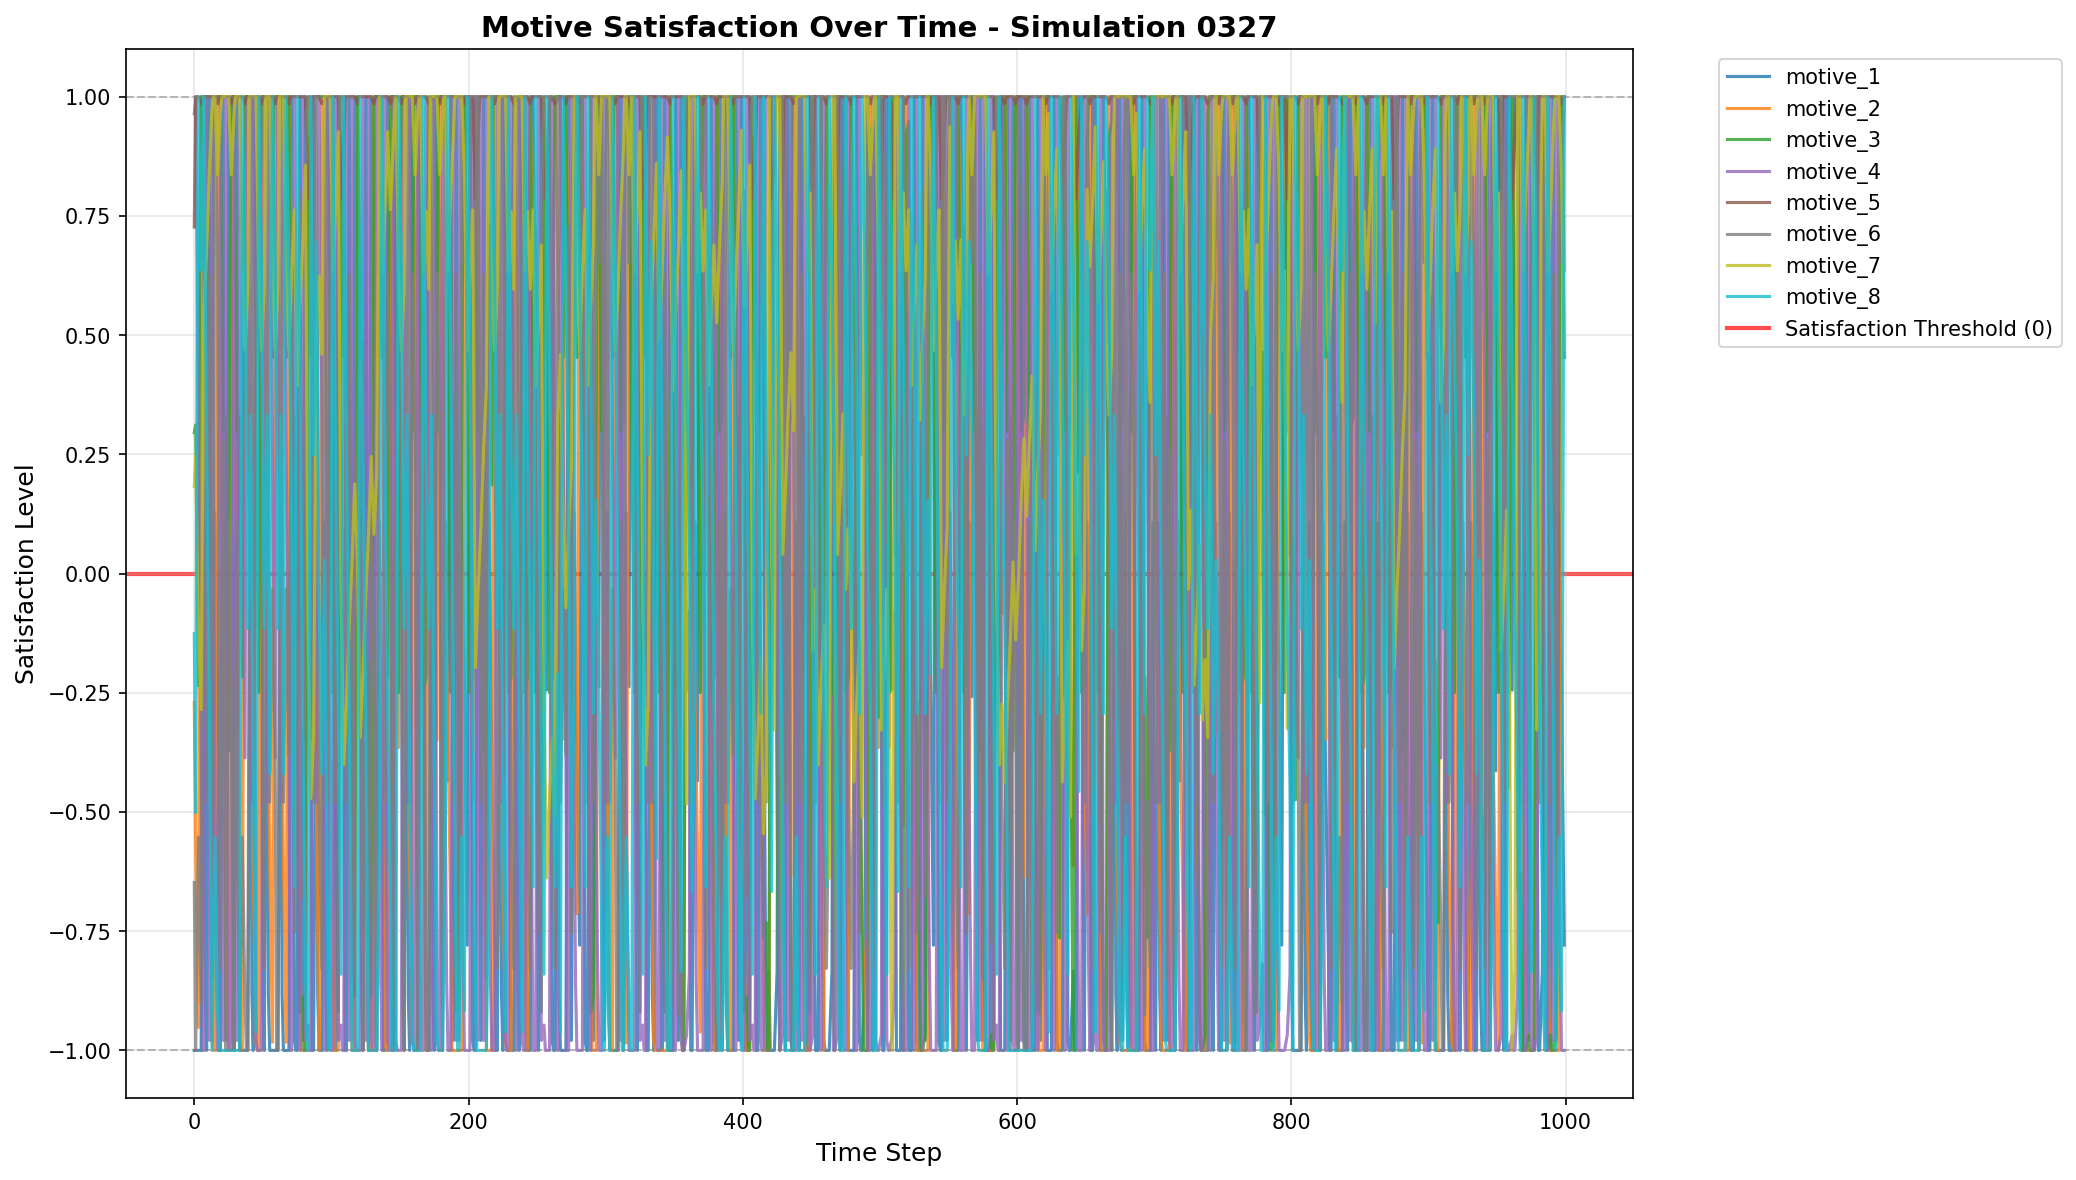 Motive Satisfaction Over Time - Simulation 0327
Satisfaction Level
1.00
0.75
0.50
0.25
0.00
−0.25
−0.50
−0.75
−1.00
0
200
400
600
800
1000
Time Step
motive_1
motive_2
motive_3
motive_4
motive_5
motive_6
motive_7
motive_8
Satisfaction Threshold (0)